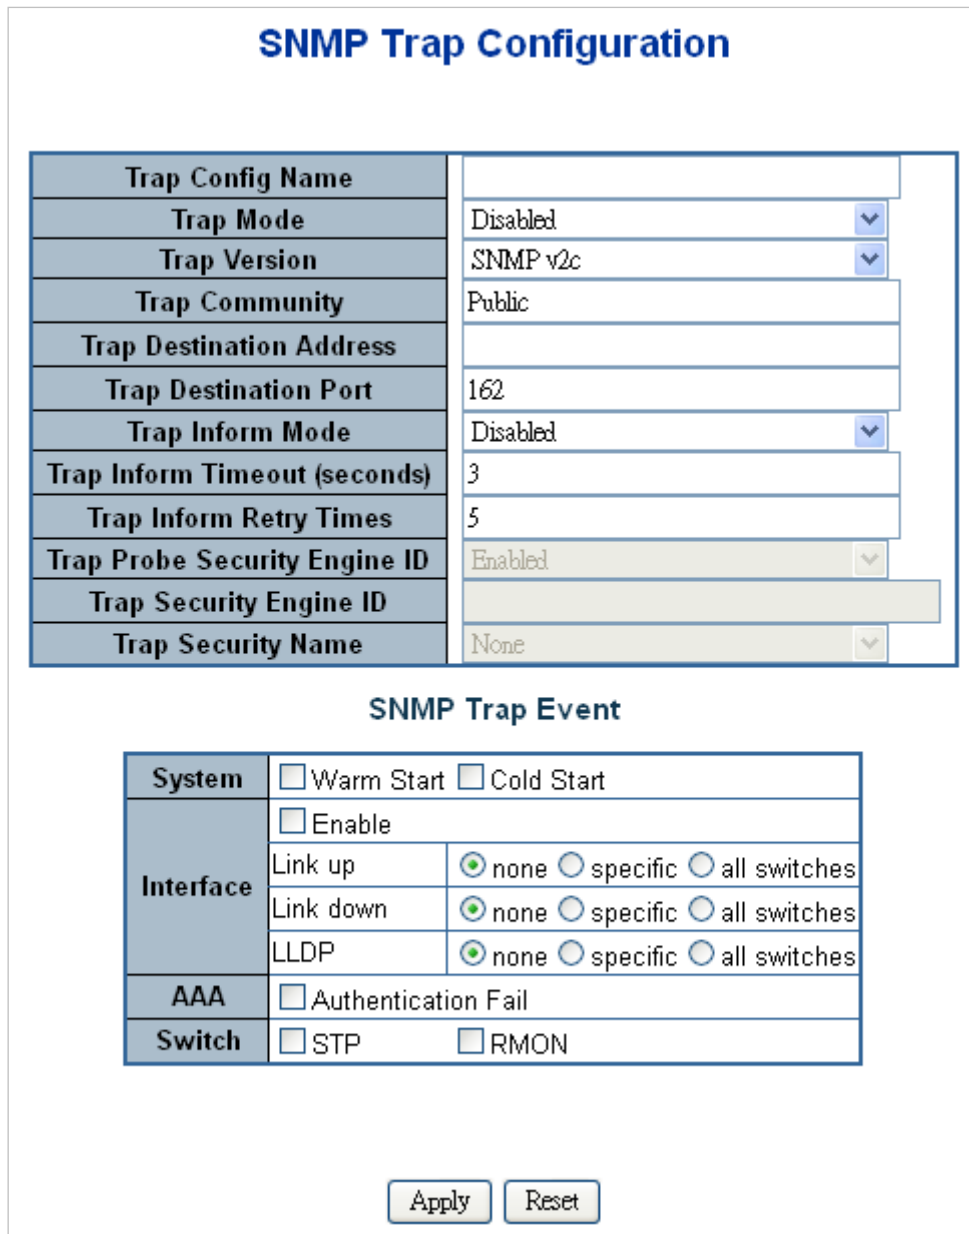 SNMP Trap Configuration
Trap Config Name
Trap Mode Disabled
Trap Version SNMP v2c
Trap Community Public
Trap Destination Address
Trap Destination Port 162
Trap Inform Mode Disabled
Trap Inform Timeout (seconds) 3
Trap Inform Retry Times 5
Trap Probe Security Engine ID Enabled
Trap Security Engine ID
Trap Security Name None
SNMP Trap Event
System Warm Start Cold Start
Interface Enable
Link up none specific all switches
Link down none specific all switches
LLDP none specific all switches
AAA Authentication Fail
Switch STP RMON
Apply Reset